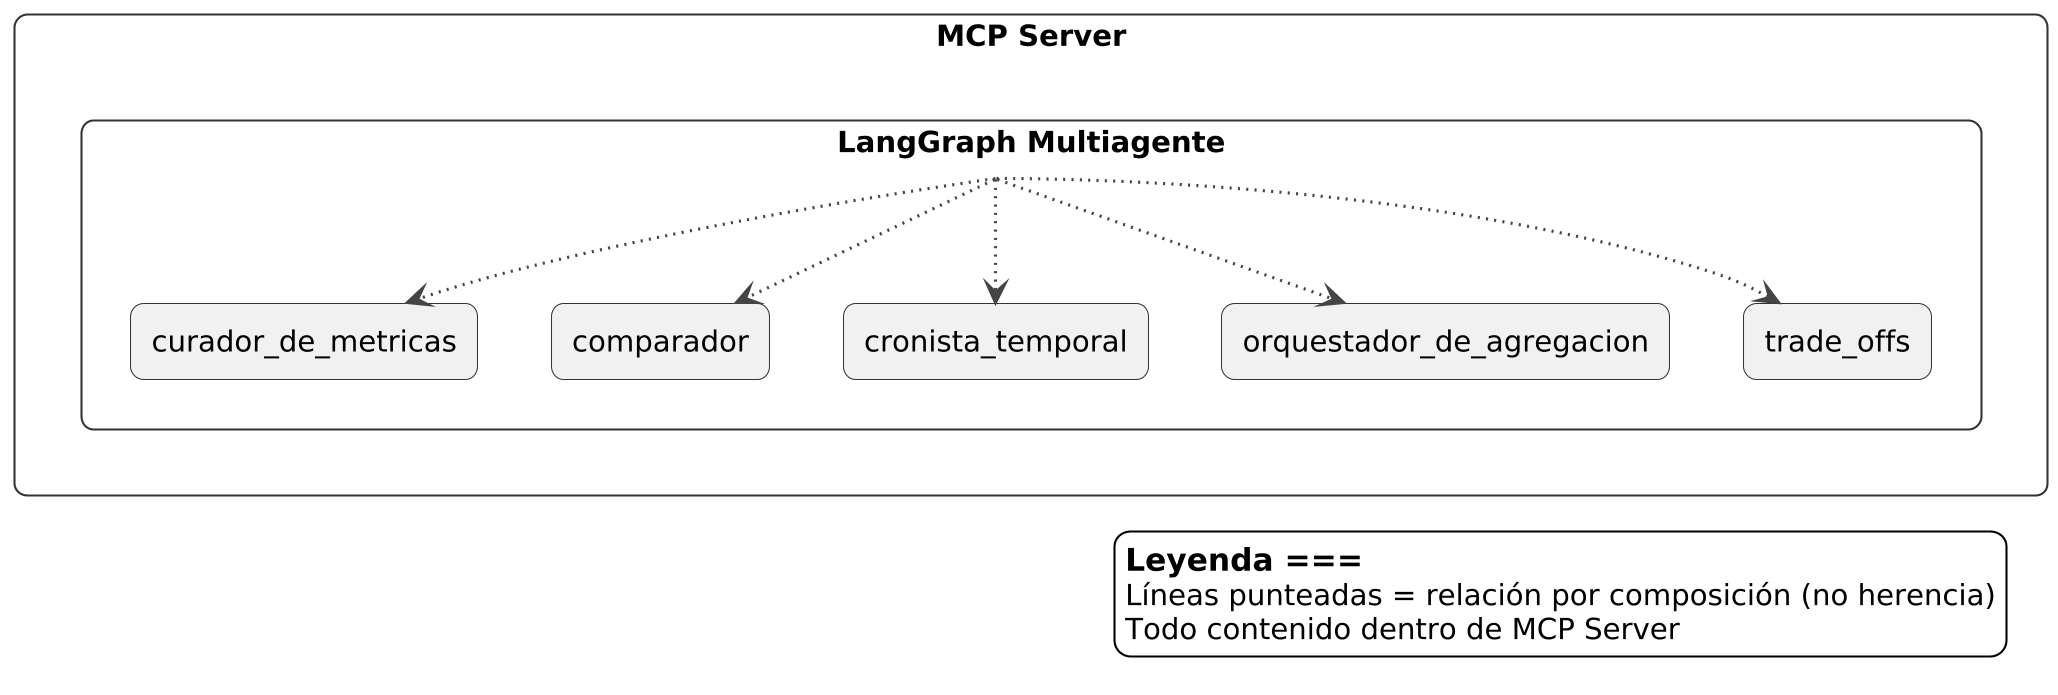 MCP Server
LangGraph Multiagente
curador_de_metricas
comparador
cronista_temporal
orquestador_de_agregacion
trade_offs
Leyenda ===
Líneas punteadas = relación por composición (no herencia)
Todo contenido dentro de MCP Server